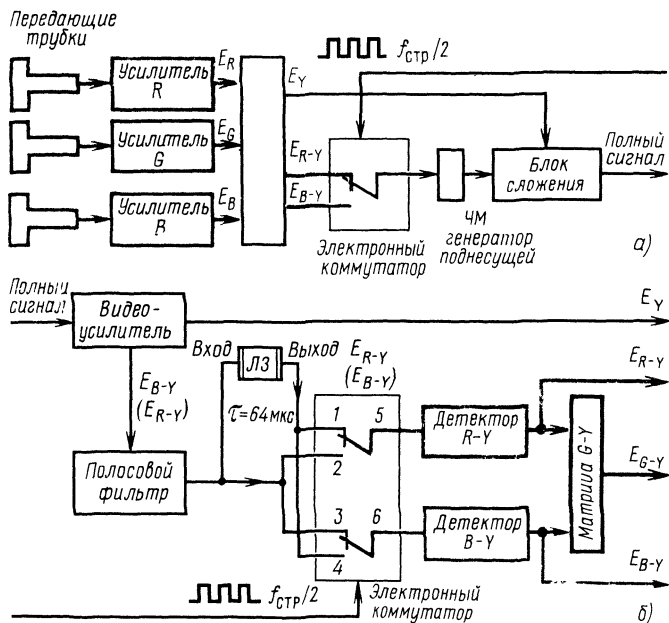 Передающие
трубки
Усилитель
R
E_R
Усилитель
G
E_G
Усилитель
B
E_B
E_Y
E_R-Y
E_B-Y
f_стр/2
Электронный
коммутатор
ЧМ
генератор
поднесущей
Блок
сложения
Полный
сигнал
а)
Полный
сигнал
Видео-
усилитель
E_Y
E_B-Y
(E_R-Y)
Полосовой
фильтр
Вход
ЛЗ
Выход
τ=64мкс
E_R-Y
(E_B-Y)
1
5
2
3
6
4
Детектор
R-Y
Детектор
B-Y
Матрица G-Y
E_R-Y
E_G-Y
E_B-Y
f_стр/2
Электронный
коммутатор
б)